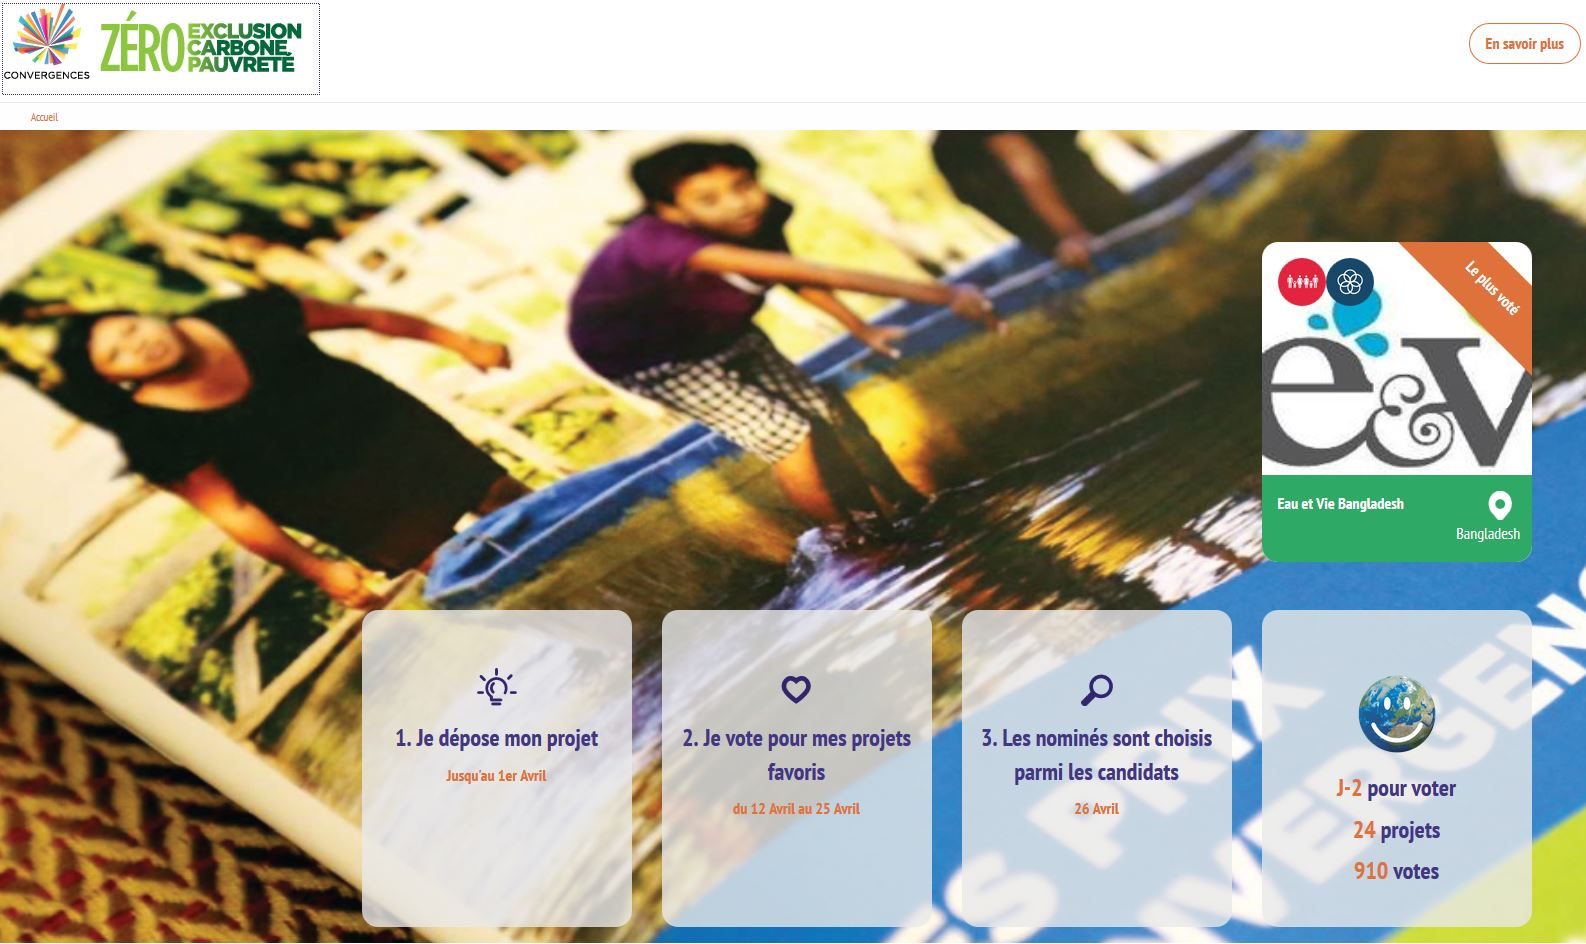 CONVERGENCES
ZÉRO
EXCLUSION
CARBONE
PAUVRETÉ
En savoir plus
Accueil
Le plus voté
e&v
Eau et Vie Bangladesh
Bangladesh
1. Je dépose mon projet
Jusqu'au 1er Avril
2. Je vote pour mes projets
favoris
du 12 Avril au 25 Avril
3. Les nominés sont choisis
parmi les candidats
26 Avril
J-2 pour voter
24 projets
910 votes
PRIX